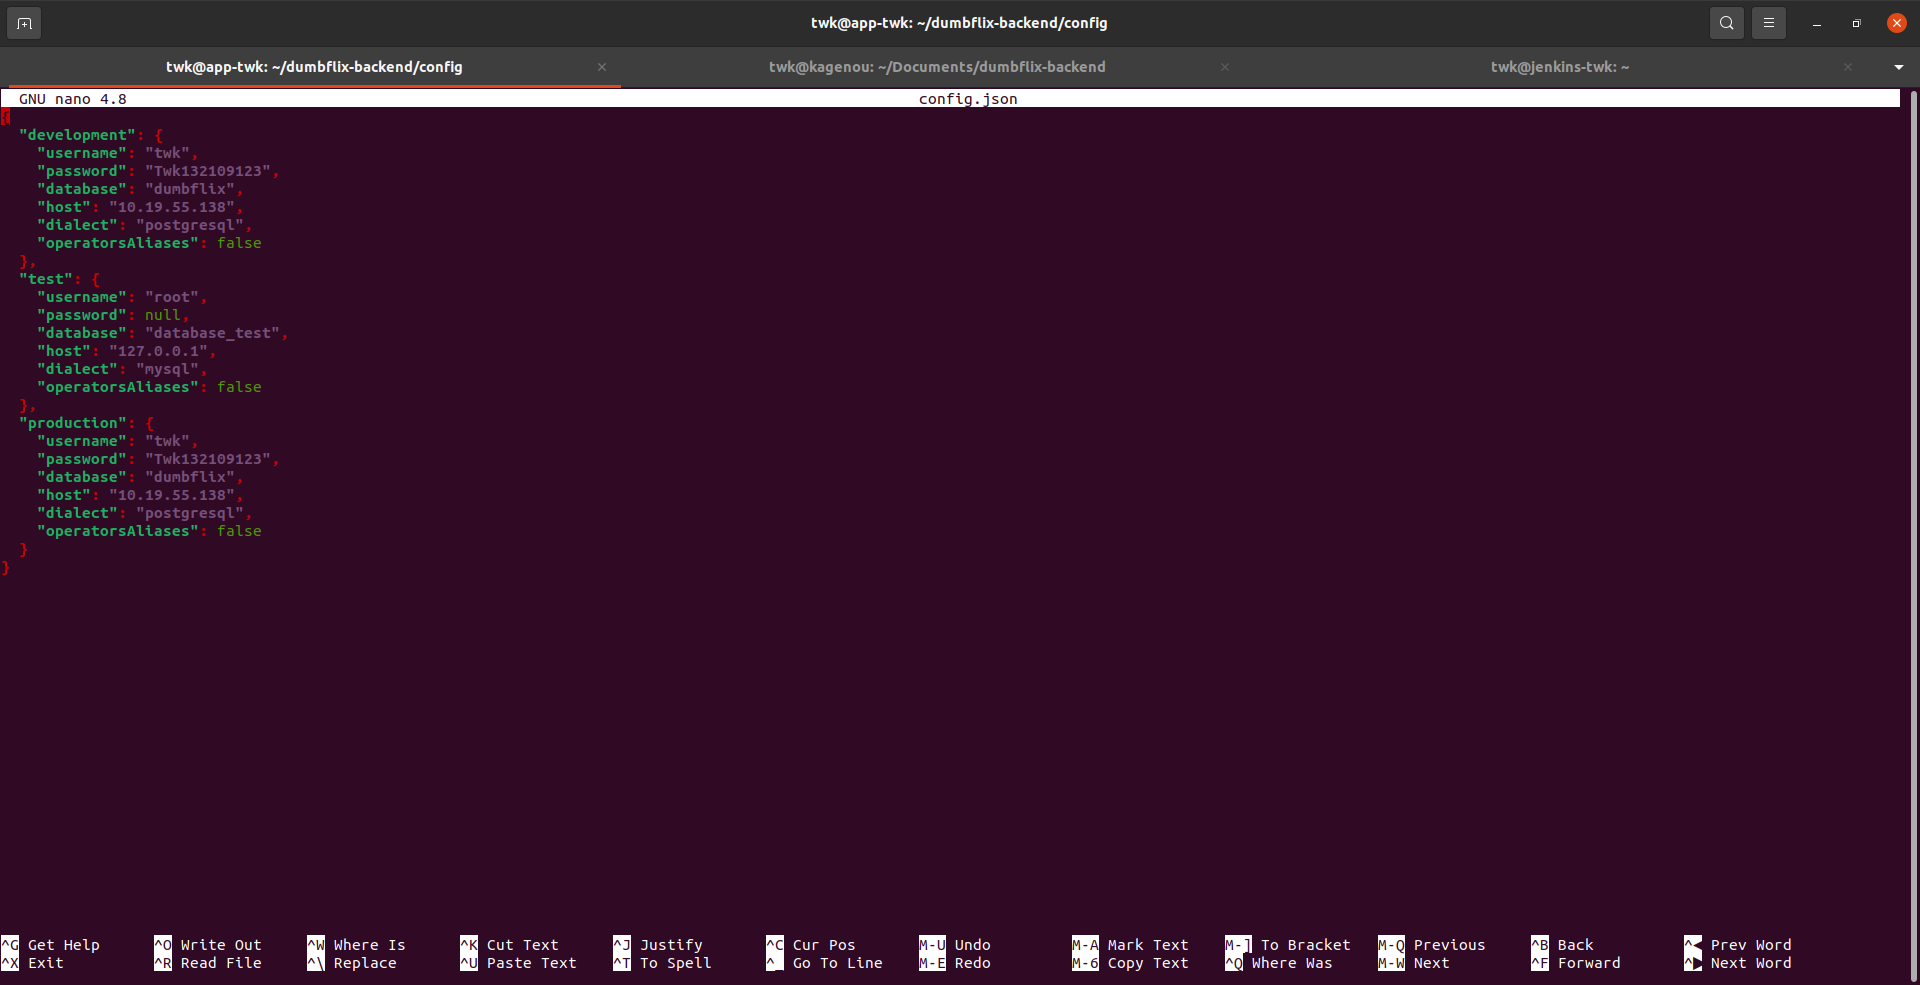 twk@app-twk: ~/dumbflix-backend/config
twk@app-twk: ~/dumbflix-backend/config
twk@kagenou: ~/Documents/dumbflix-backend
twk@jenkins-twk: ~
GNU nano 4.8 config.json
{
  "development": {
    "username": "twk",
    "password": "Twk132109123",
    "database": "dumbflix",
    "host": "10.19.55.138",
    "dialect": "postgresql",
    "operatorsAliases": false
  },
  "test": {
    "username": "root",
    "password": null,
    "database": "database_test",
    "host": "127.0.0.1",
    "dialect": "mysql",
    "operatorsAliases": false
  },
  "production": {
    "username": "twk",
    "password": "Twk132109123",
    "database": "dumbflix",
    "host": "10.19.55.138",
    "dialect": "postgresql",
    "operatorsAliases": false
  }
}
^G Get Help ^O Write Out ^W Where Is ^K Cut Text ^J Justify ^C Cur Pos M-U Undo M-A Mark Text M-] To Bracket M-Q Previous ^B Back ^◀ Prev Word
^X Exit ^R Read File ^\ Replace ^U Paste Text ^T To Spell ^_ Go To Line M-E Redo M-6 Copy Text ^Q Where Was M-W Next ^F Forward ^▶ Next Word